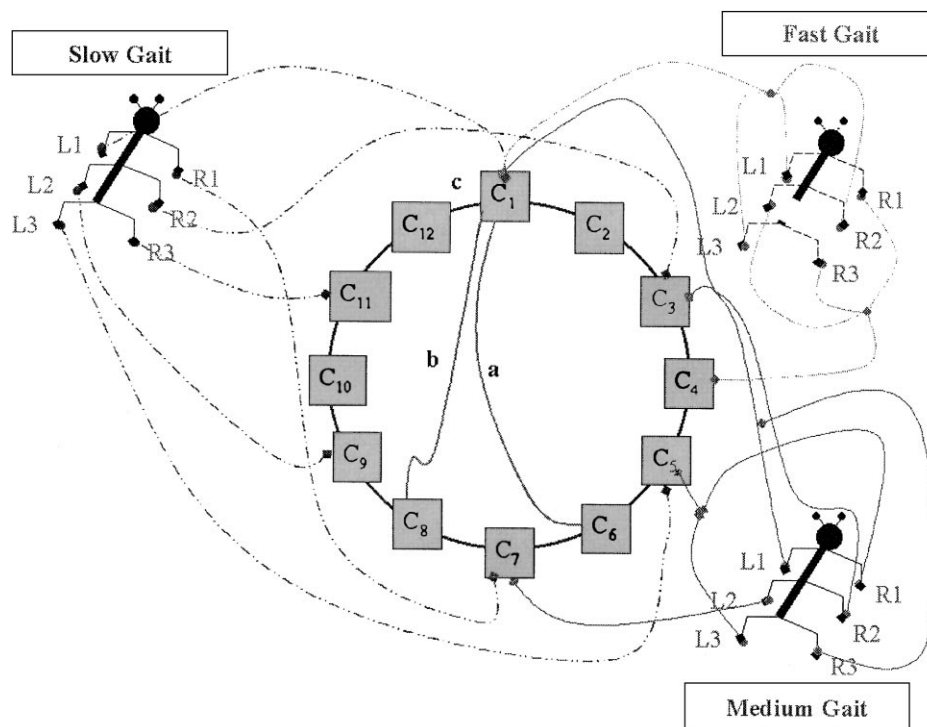 Slow Gait
Fast Gait
L1
L2
L3
R1
R2
R3
L1
L2
L3
R1
R2
R3
c
C1
C2
C12
C3
C11
b
a
C4
C10
C5
C9
C8
C6
C7
L1
L2
L3
R1
R2
R3
Medium Gait